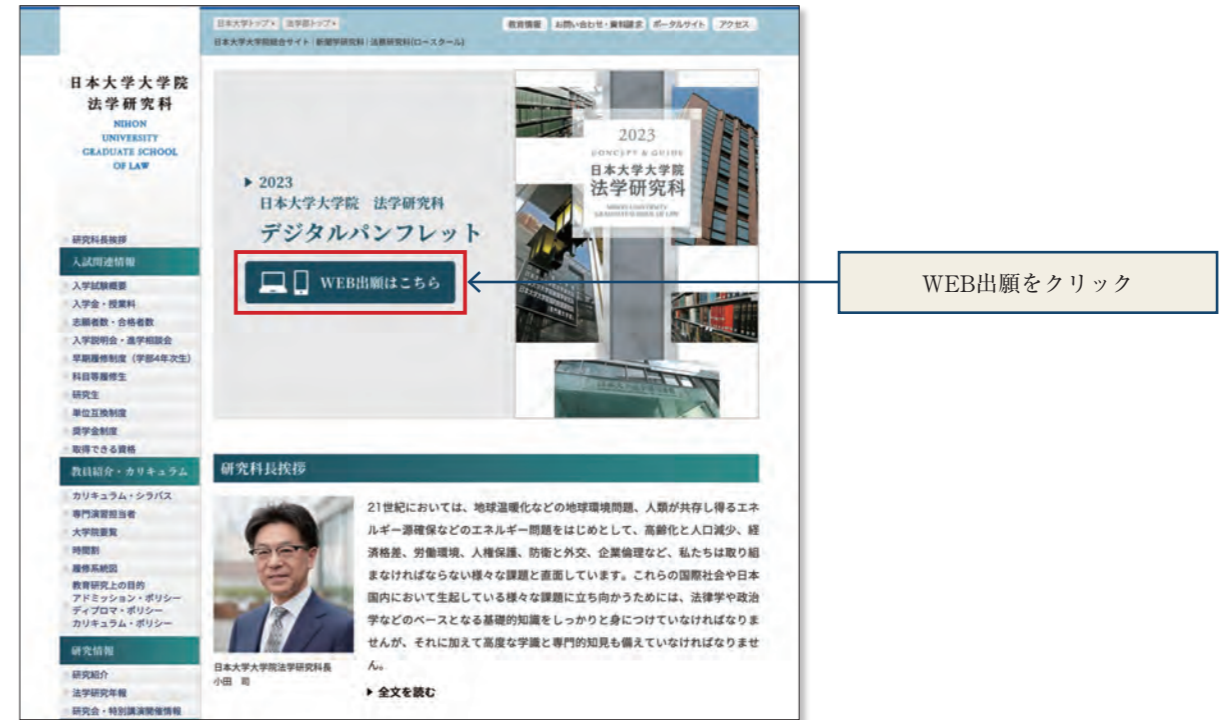 日本大学トップ 法学部トップ
教育情報 お問い合わせ・資料請求 ポータルサイト アクセス
日本大学大学院総合サイト 新聞学研究科 法務研究科(ロースクール)
日本大学大学院
法学研究科
NIHON
UNIVERSITY
GRADUATE SCHOOL
OF LAW
研究科長挨拶
入試関連情報
入学試験概要
入学金・授業料
志願者数・合格者数
入学説明会・進学相談会
早期履修制度（学部4年次生）
科目等履修生
研究生
単位互換制度
奨学金制度
取得できる資格
教員紹介・カリキュラム
カリキュラム・シラバス
専門演習担当者
大学院要覧
時間割
履修系統図
教育研究上の目的
アドミッション・ポリシー
ディプロマ・ポリシー
カリキュラム・ポリシー
研究情報
研究紹介
法学研究年報
研究会・特別講演開催情報
▶ 2023
日本大学大学院 法学研究科
デジタルパンフレット
WEB出願はこちら
2023
CONCEPT & GUIDE
日本大学大学院
法学研究科
NIHON UNIVERSITY
GRADUATE SCHOOL OF LAW
WEB出願をクリック
研究科長挨拶
21世紀においては、地球温暖化などの地球環境問題、人類が共存し得るエネ
ルギー源確保などのエネルギー問題をはじめとして、高齢化と人口減少、経
済格差、労働環境、人権保護、防衛と外交、企業倫理など、私たちは取り組
まなければならない様々な課題と直面しています。これらの国際社会や日本
国内において生起している様々な課題に立ち向かうためには、法律学や政治
学などのベースとなる基礎的知識をしっかりと身につけていなければなりま
せんが、それに加えて高度な学識と専門的知見も備えていなければなりませ
ん。
▶ 全文を読む
日本大学大学院法学研究科長
小田 司